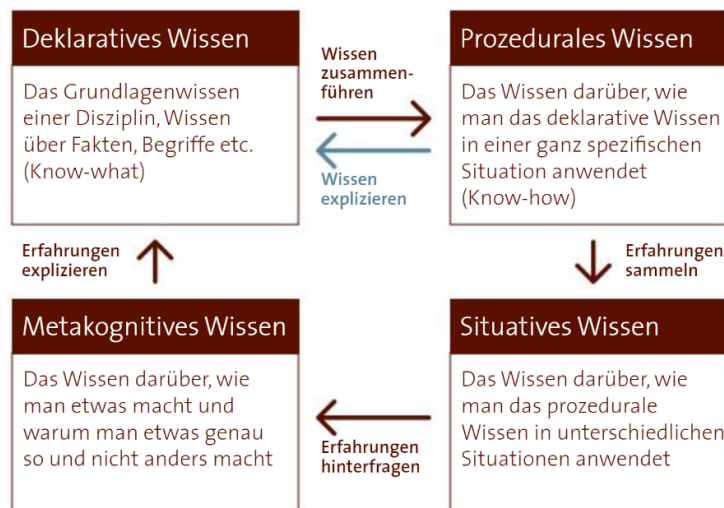 Deklaratives Wissen
Das Grundlagenwissen
einer Disziplin, Wissen
über Fakten, Begriffe etc.
(Know-what)
Wissen
zusammen-
führen
Wissen
explizieren
Prozedurales Wissen
Das Wissen darüber, wie
man das deklarative Wissen
in einer ganz spezifischen
Situation anwendet
(Know-how)
Erfahrungen
explizieren
Erfahrungen
sammeln
Metakognitives Wissen
Das Wissen darüber, wie
man etwas macht und
warum man etwas genau
so und nicht anders macht
Erfahrungen
hinterfragen
Situatives Wissen
Das Wissen darüber, wie
man das prozedurale
Wissen in unterschiedlichen
Situationen anwendet